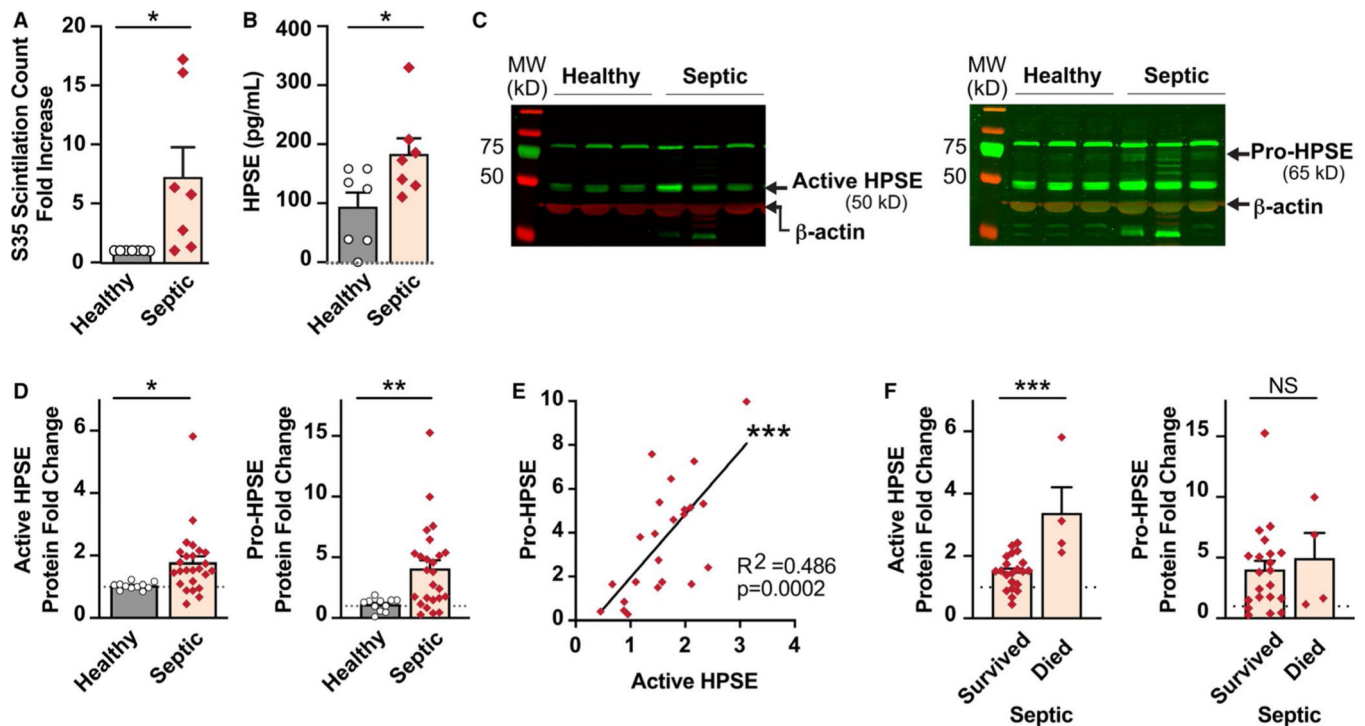 A
S35 Scintilation Count
Fold Increase
20
15
10
5
0
*
Healthy
Septic
B
HPSE (pg/mL)
400
300
200
100
0
*
Healthy
Septic
C
MW
(kD)
Healthy
Septic
75
50
Active HPSE
(50 kD)
β-actin
MW
(kD)
Healthy
Septic
75
50
Pro-HPSE
(65 kD)
β-actin
D
Active HPSE
Protein Fold Change
6
4
2
0
*
Healthy
Septic
Pro-HPSE
Protein Fold Change
15
10
5
0
**
Healthy
Septic
E
Pro-HPSE
10
8
6
4
2
0
***
R2 =0.486
p=0.0002
0
1
2
3
4
Active HPSE
F
Active HPSE
Protein Fold Change
6
4
2
0
***
Survived
Died
Septic
Pro-HPSE
Protein Fold Change
15
10
5
0
NS
Survived
Died
Septic